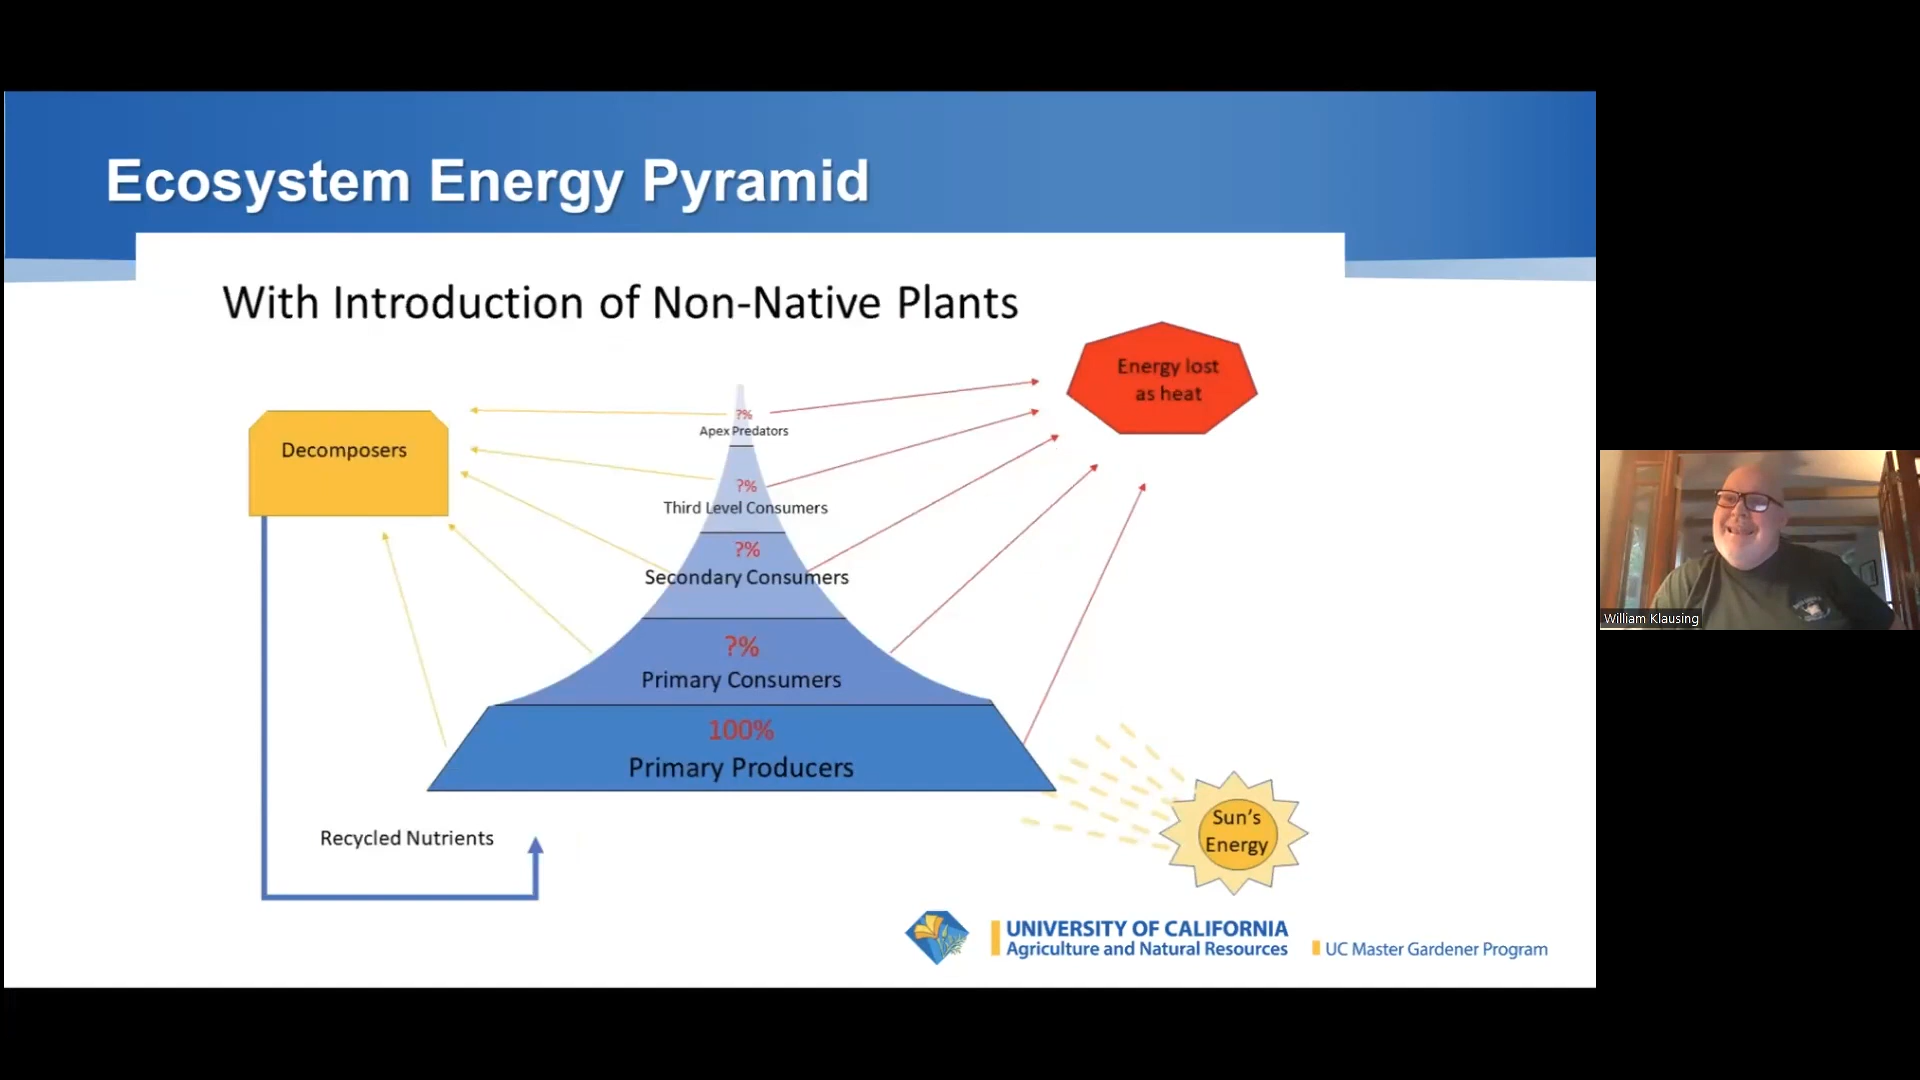 Ecosystem Energy Pyramid
With Introduction of Non-Native Plants
Energy lost
as heat
?%
Apex Predators
Decomposers
?%
Third Level Consumers
?%
Secondary Consumers
?%
Primary Consumers
100%
Primary Producers
Sun's
Energy
Recycled Nutrients
UNIVERSITY OF CALIFORNIA
Agriculture and Natural Resources
UC Master Gardener Program
William Klausing